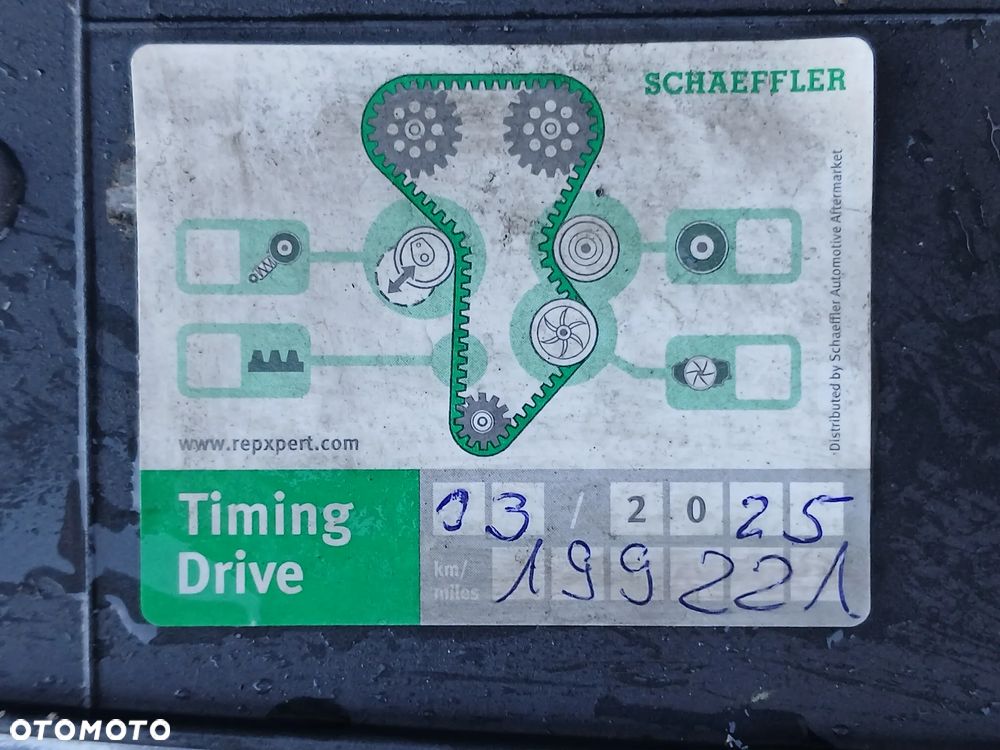 SCHAEFFLER
Distributed by Schaeffler Automotive Aftermarket
www.repxpert.com
Timing
Drive
03 / 2025
km/
miles
199221
OTOMOTO